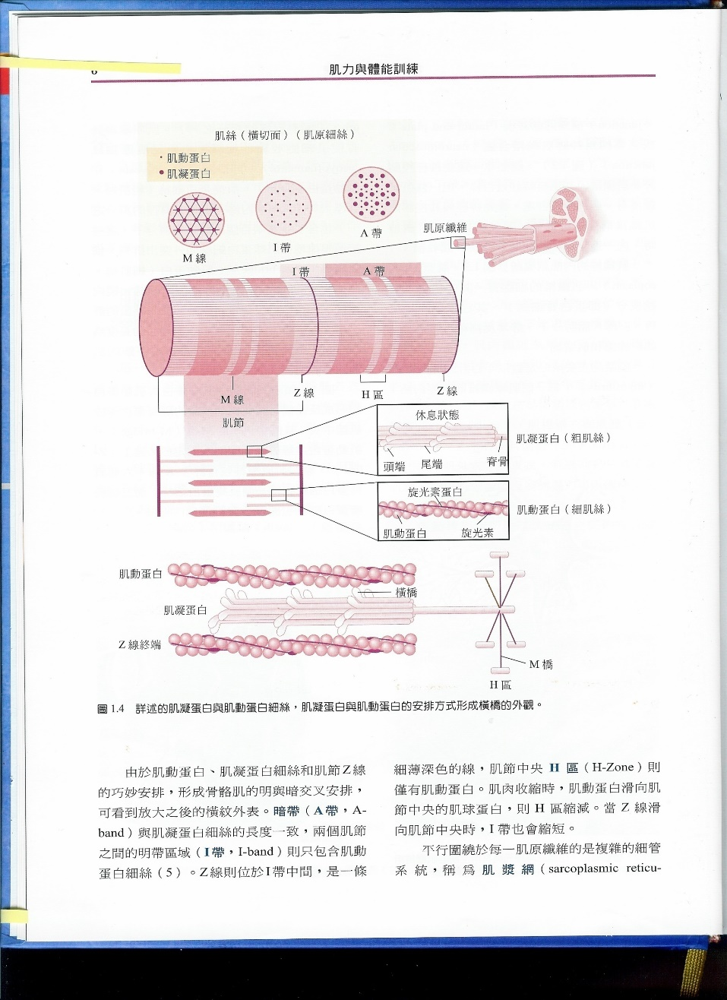 6
肌力與體能訓練
肌絲（橫切面）（肌原細絲）
・肌動蛋白
●肌凝蛋白
M 線
I 帶
A 帶
肌原纖維
I 帶
A 帶
M 線
Z 線
H 區
Z 線
肌節
休息狀態
頭端
尾端
脊骨
肌凝蛋白（粗肌絲）
旋光素蛋白
肌動蛋白
旋光素
肌動蛋白（細肌絲）
肌動蛋白
橫橋
肌凝蛋白
Z 線終端
M 橋
H 區
圖 1.4 詳述的肌凝蛋白與肌動蛋白細絲，肌凝蛋白與肌動蛋白的安排方式形成橫橋的外觀。
由於肌動蛋白、肌凝蛋白細絲和肌節Z線
的巧妙安排，形成骨骼肌的明與暗交叉安排，
可看到放大之後的橫紋外表。暗帶（A帶，A-
band）與肌凝蛋白細絲的長度一致，兩個肌節
之間的明帶區域（I帶，I-band）則只包含肌動
蛋白細絲（5）。Z線則位於I帶中間，是一條
細薄深色的線，肌節中央 H 區（H-Zone）則
僅有肌動蛋白。肌肉收縮時，肌動蛋白滑向肌
節中央的肌球蛋白，則 H 區縮減。當 Z 線滑
向肌節中央時，I 帶也會縮短。
平行圍繞於每一肌原纖維的是複雜的細管
系統，稱為肌漿網（sarcoplasmic reticu-